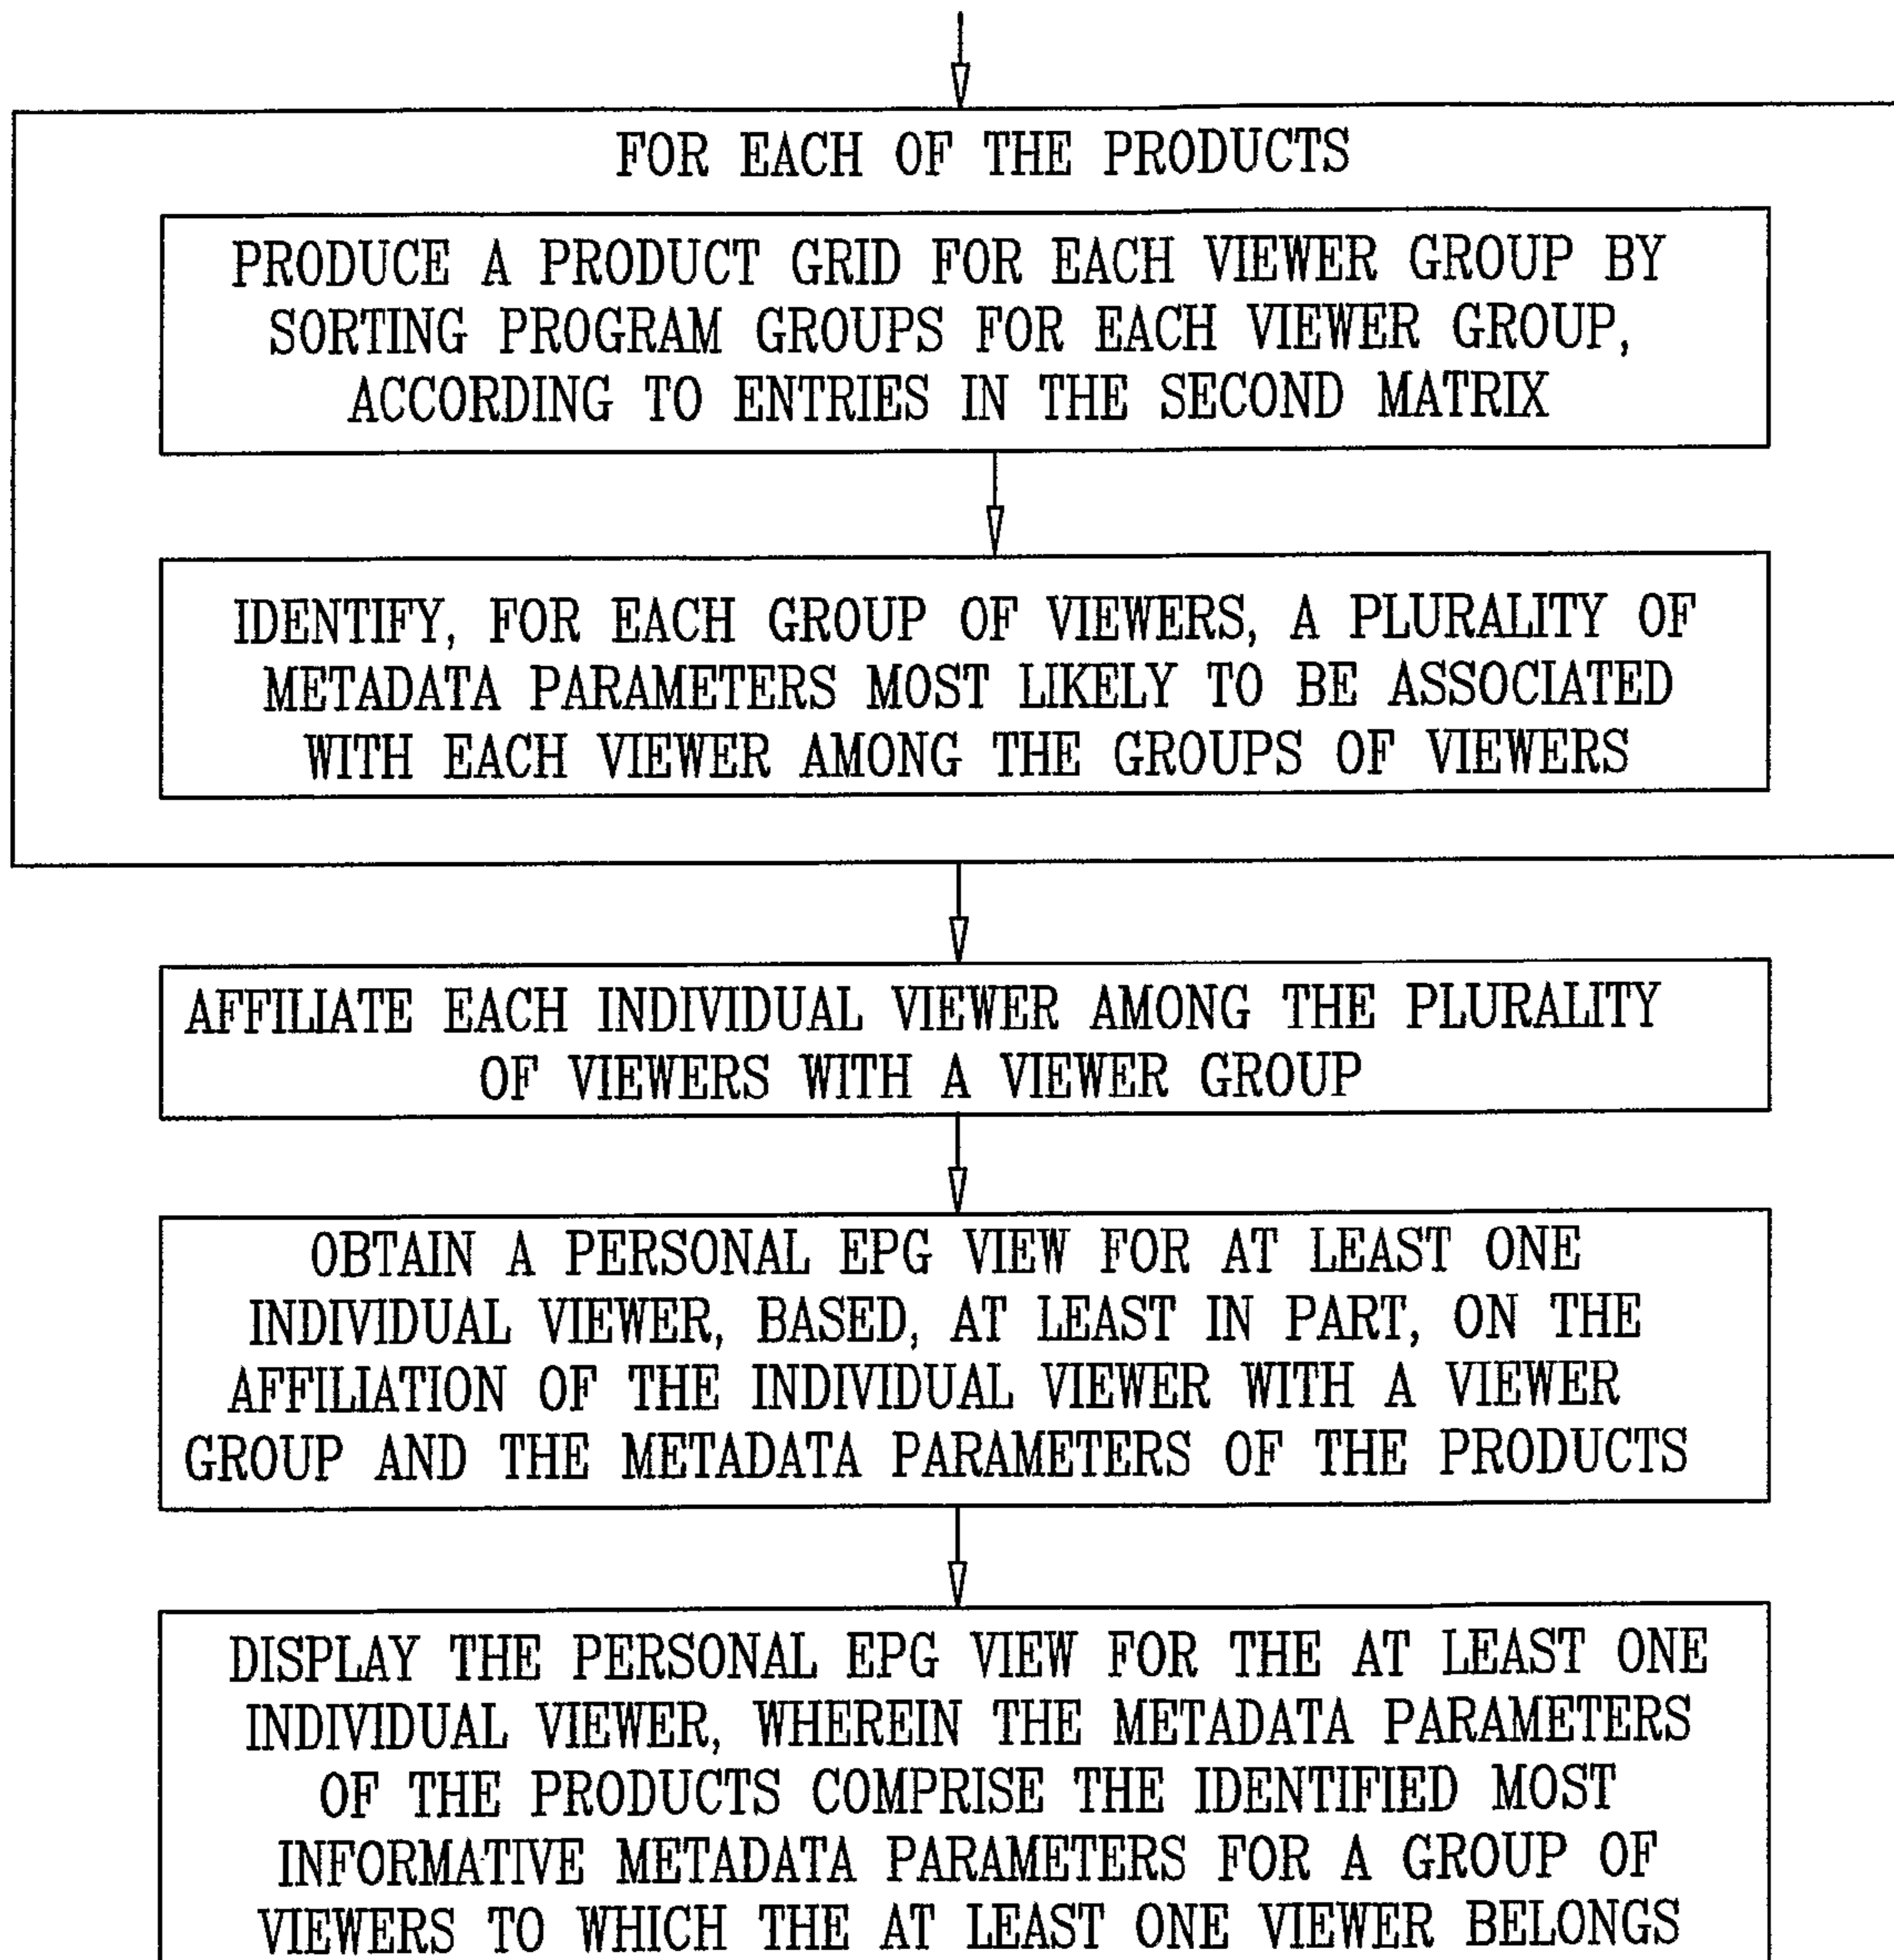 FOR EACH OF THE PRODUCTS
PRODUCE A PRODUCT GRID FOR EACH VIEWER GROUP BY
SORTING PROGRAM GROUPS FOR EACH VIEWER GROUP,
ACCORDING TO ENTRIES IN THE SECOND MATRIX
IDENTIFY, FOR EACH GROUP OF VIEWERS, A PLURALITY OF
METADATA PARAMETERS MOST LIKELY TO BE ASSOCIATED
WITH EACH VIEWER AMONG THE GROUPS OF VIEWERS
AFFILIATE EACH INDIVIDUAL VIEWER AMONG THE PLURALITY
OF VIEWERS WITH A VIEWER GROUP
OBTAIN A PERSONAL EPG VIEW FOR AT LEAST ONE
INDIVIDUAL VIEWER, BASED, AT LEAST IN PART, ON THE
AFFILIATION OF THE INDIVIDUAL VIEWER WITH A VIEWER
GROUP AND THE METADATA PARAMETERS OF THE PRODUCTS
DISPLAY THE PERSONAL EPG VIEW FOR THE AT LEAST ONE
INDIVIDUAL VIEWER, WHEREIN THE METADATA PARAMETERS
OF THE PRODUCTS COMPRISE THE IDENTIFIED MOST
INFORMATIVE METADATA PARAMETERS FOR A GROUP OF
VIEWERS TO WHICH THE AT LEAST ONE VIEWER BELONGS